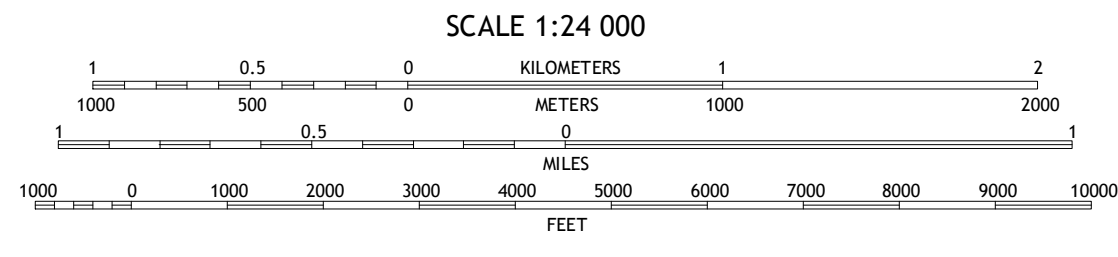 SCALE 1:24 000
1 0.5 0 KILOMETERS 1 2
1000 500 0 METERS 1000 2000
1 0.5 0 1
MILES
1000 0 1000 2000 3000 4000 5000 6000 7000 8000 9000 10000
FEET